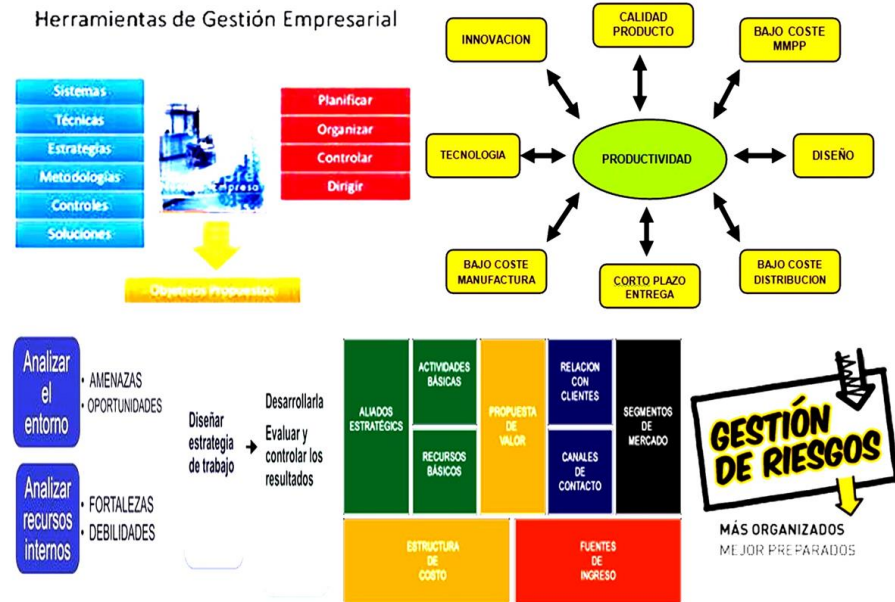 Herramientas de Gestión Empresarial
Sistemas
Técnicas
Estrategias
Metodologías
Controles
Soluciones
Empresa
Planificar
Organizar
Controlar
Dirigir
Objetivos Propuestos
INNOVACION
CALIDAD
PRODUCTO
BAJO COSTE
MMPP
TECNOLOGIA
PRODUCTIVIDAD
DISEÑO
BAJO COSTE
MANUFACTURA
CORTO PLAZO
ENTREGA
BAJO COSTE
DISTRIBUCION
Analizar
el
entorno
• AMENAZAS
• OPORTUNIDADES
Analizar
recursos
internos
• FORTALEZAS
• DEBILIDADES
Diseñar
estrategia
de trabajo
Desarrollarla
Evaluar y
controlar los
resultados
ALIADOS
ESTRATÉGICS
ACTIVIDADES
BÁSICAS
RECURSOS
BÁSICOS
PROPUESTA
DE
VALOR
RELACION
CON
CLIENTES
CANALES
DE
CONTACTO
SEGMENTOS
DE
MERCADO
ESTRUCTURA
DE
COSTO
FUENTES
DE
INGRESO
GESTIÓN
DE RIESGOS
MÁS ORGANIZADOS
MEJOR PREPARADOS